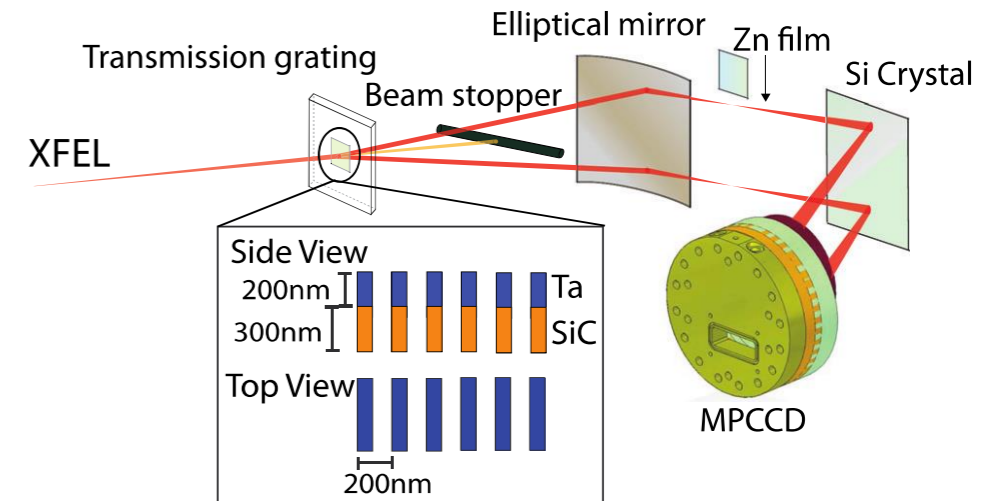 Elliptical mirror
Zn film
Transmission grating
Si Crystal
Beam stopper
XFEL
Side View
200nm
Ta
300nm
SiC
Top View
200nm
MPCCD